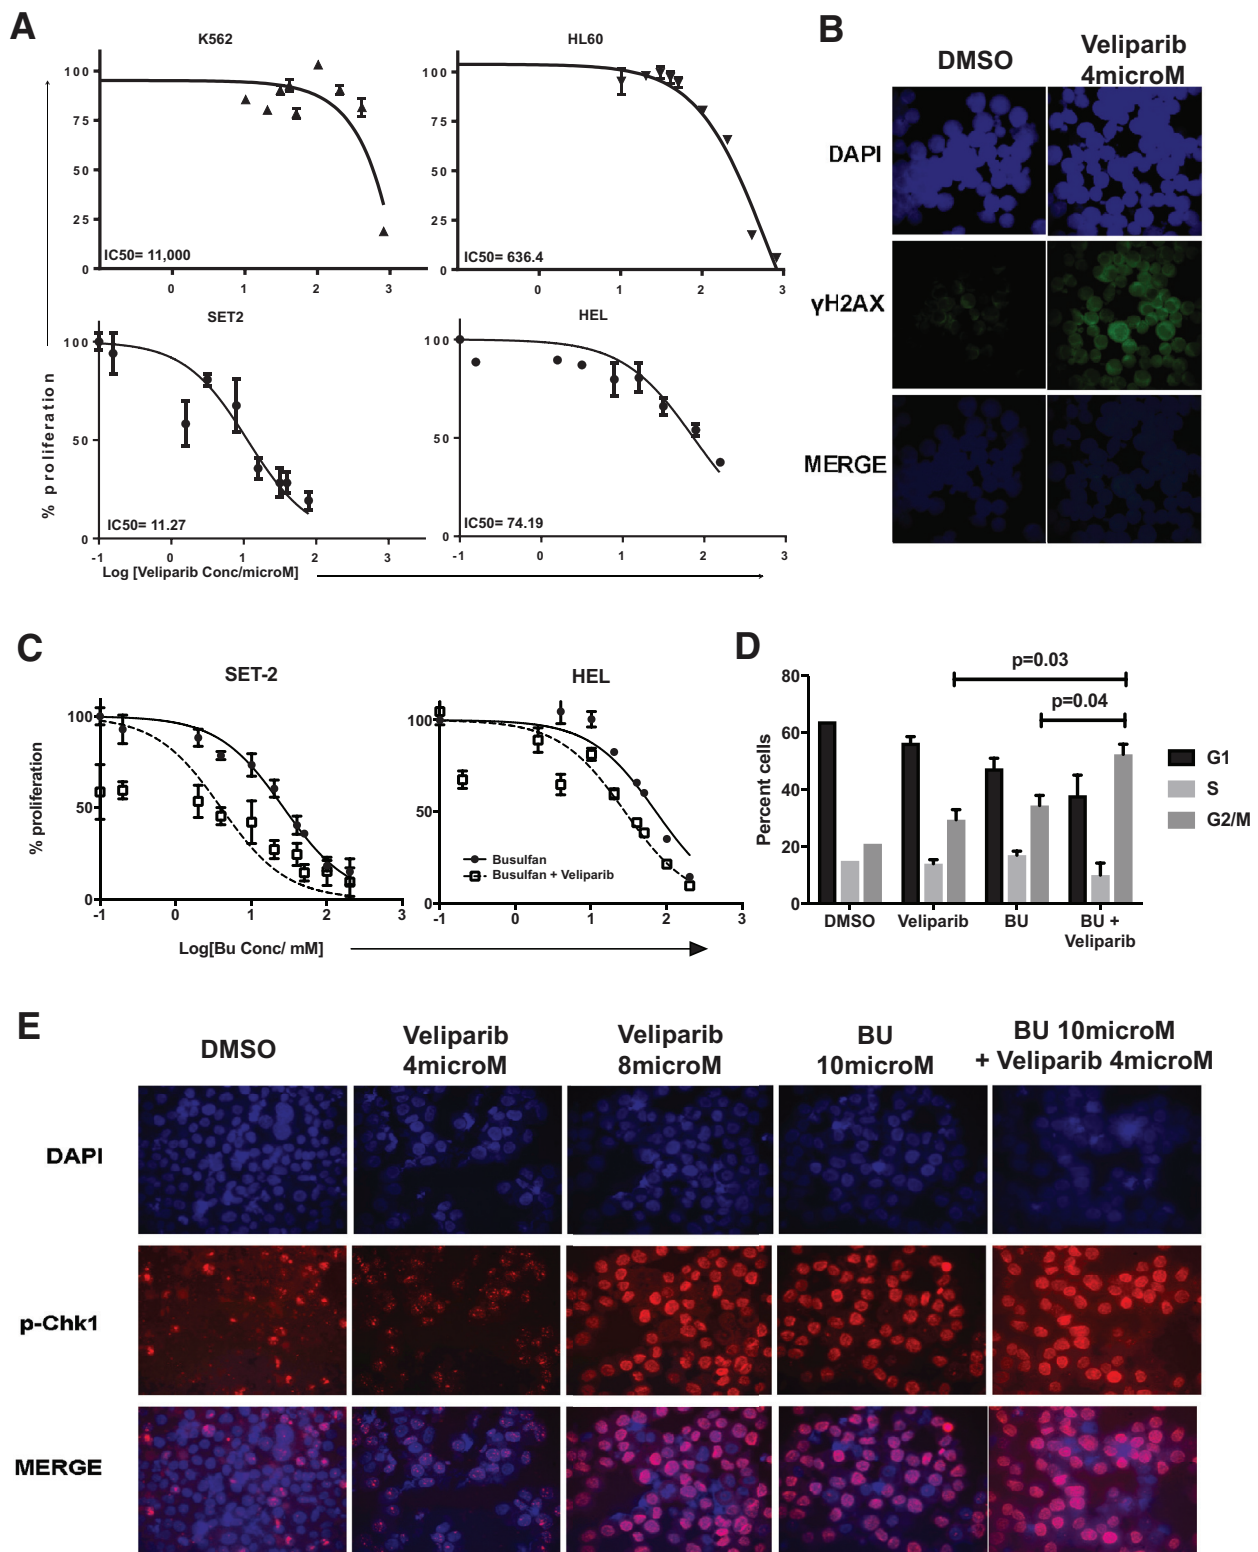 A
K562
100
75
50
25
0
IC50= 11,000
0
1
2
3
HL60
100
75
50
25
0
IC50= 636.4
0
1
2
3
SET2
100
50
0
IC50= 11.27
-1
0
1
2
3
HEL
100
50
0
IC50= 74.19
-1
0
1
2
3
% proliferation
Log [Veliparib Conc/microM]
B
DMSO
Veliparib
4microM
DAPI
γH2AX
MERGE
C
SET-2
100
50
0
-1
0
1
2
3
% proliferation
HEL
100
50
0
-1
0
1
2
3
Busulfan
Busulfan + Veliparib
Log[Bu Conc/ mM]
D
p=0.03
p=0.04
80
60
40
20
0
Percent cells
DMSO
Veliparib
BU
BU +
Veliparib
G1
S
G2/M
E
DMSO
Veliparib
4microM
Veliparib
8microM
BU
10microM
BU 10microM
+ Veliparib 4microM
DAPI
p-Chk1
MERGE